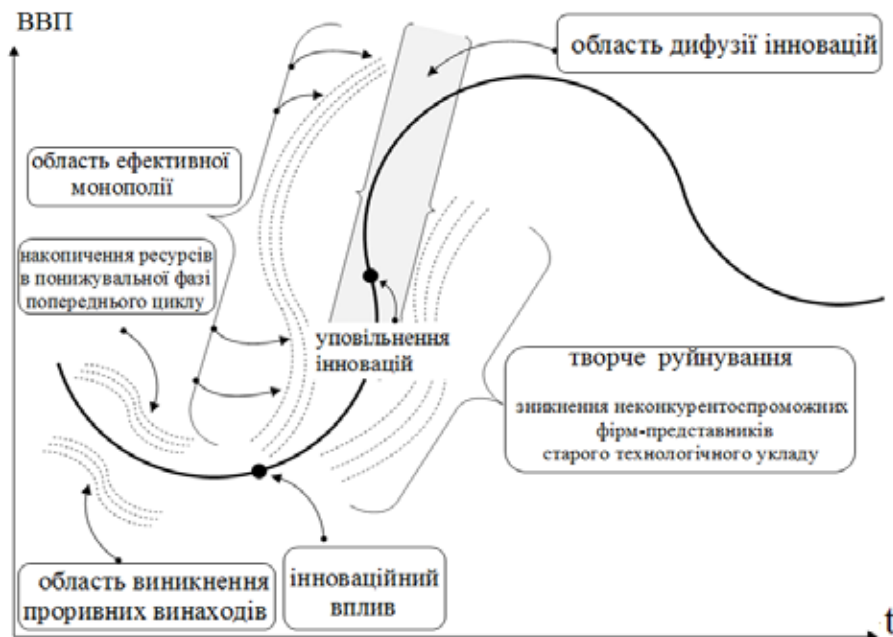 ВВП
область дифузії інновацій
область ефективної
монополії
накопичення ресурсів
в понижувальної фазі
попереднього циклу
уповільнення
інновацій
творче руйнування
зникнення неконкурентоспроможних
фірм-представників
старого технологічного укладу
область виникнення
проривних винаходів
інноваційний
вплив
t